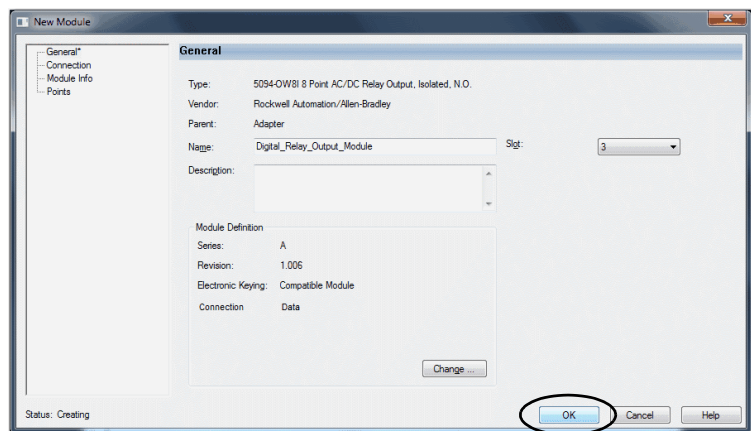 New Module
General*
Connection
Module Info
Points
General
Type: 5094-OW8I 8 Point AC/DC Relay Output, Isolated, N.O.
Vendor: Rockwell Automation/Allen-Bradley
Parent: Adapter
Name: Digital_Relay_Output_Module
Slot: 3
Description:
Module Definition
Series: A
Revision: 1.006
Electronic Keying: Compatible Module
Connection Data
Change ...
Status: Creating
OK Cancel Help